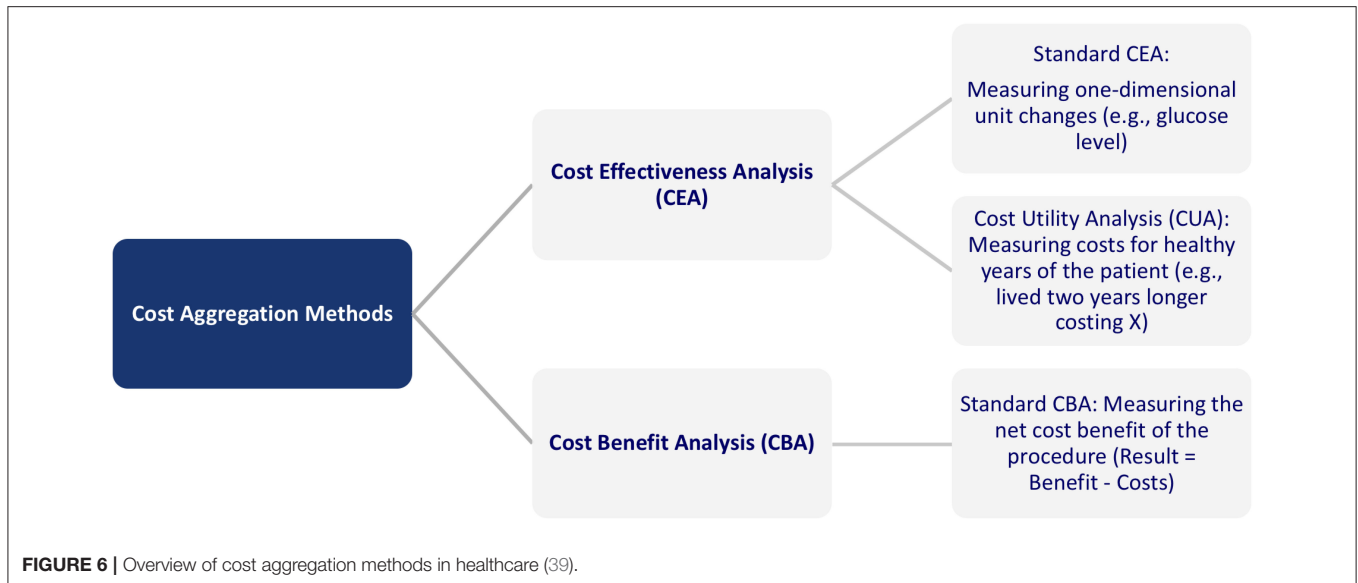 Cost Aggregation Methods
Cost Effectiveness Analysis
(CEA)
Cost Benefit Analysis (CBA)
Standard CEA:
Measuring one-dimensional
unit changes (e.g., glucose
level)
Cost Utility Analysis (CUA):
Measuring costs for healthy
years of the patient (e.g.,
lived two years longer
costing X)
Standard CBA: Measuring the
net cost benefit of the
procedure (Result =
Benefit - Costs)
FIGURE 6 | Overview of cost aggregation methods in healthcare (39).